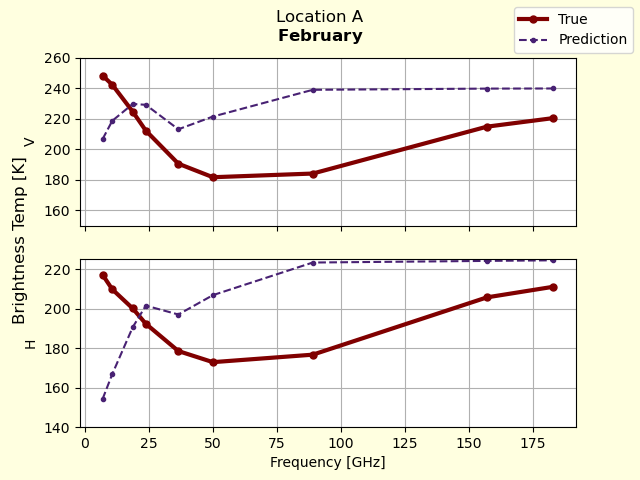 Location A
February
True
Prediction
260
240
220
200
180
160
V
Brightness Temp [K]
220
200
180
160
140
H
0 25 50 75 100 125 150 175
Frequency [GHz]